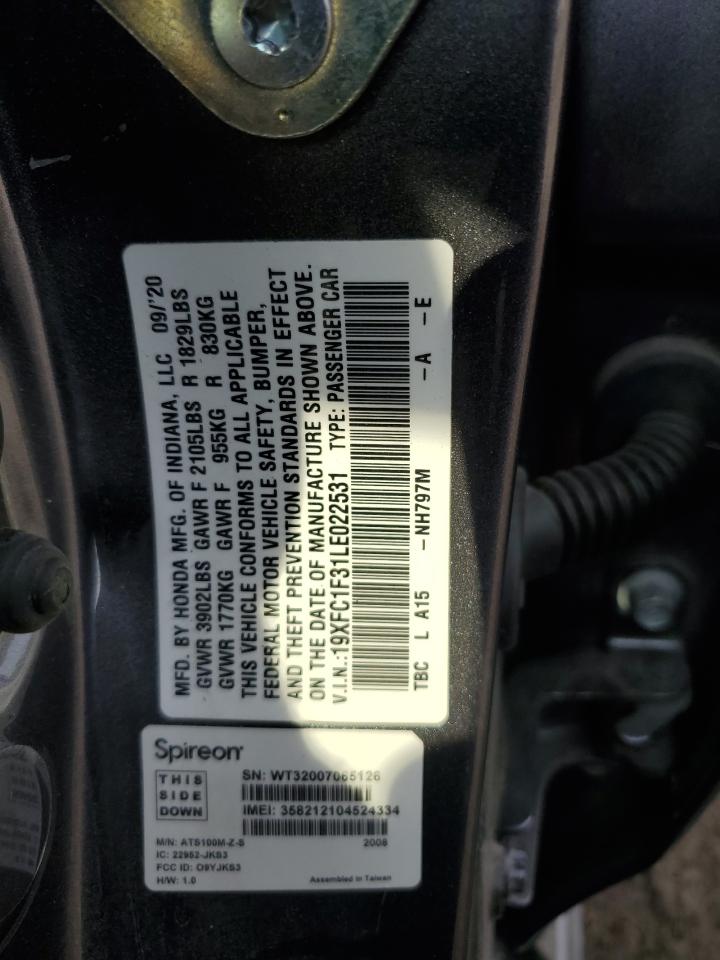 MFD. BY HONDA MFG. OF INDIANA, LLC 09/'20
GVWR 3902LBS GAWR F 2105LBS R 1829LBS
GVWR 1770KG GAWR F 955KG R 830KG
THIS VEHICLE CONFORMS TO ALL APPLICABLE
FEDERAL MOTOR VEHICLE SAFETY, BUMPER,
AND THEFT PREVENTION STANDARDS IN EFFECT
ON THE DATE OF MANUFACTURE SHOWN ABOVE.
V.I.N.:19XFC1F31LE022531 TYPE: PASSENGER CAR
TBC L A15 -NH797M -A -E
Spireon
THIS
SIDE
DOWN
SN: WT32007065126
IMEI: 358212104524334
M/N: ATS100M-Z-S 2008
IC: 22952-JKS3
FCC ID: O9YJKS3
H/W: 1.0 Assembled in Taiwan